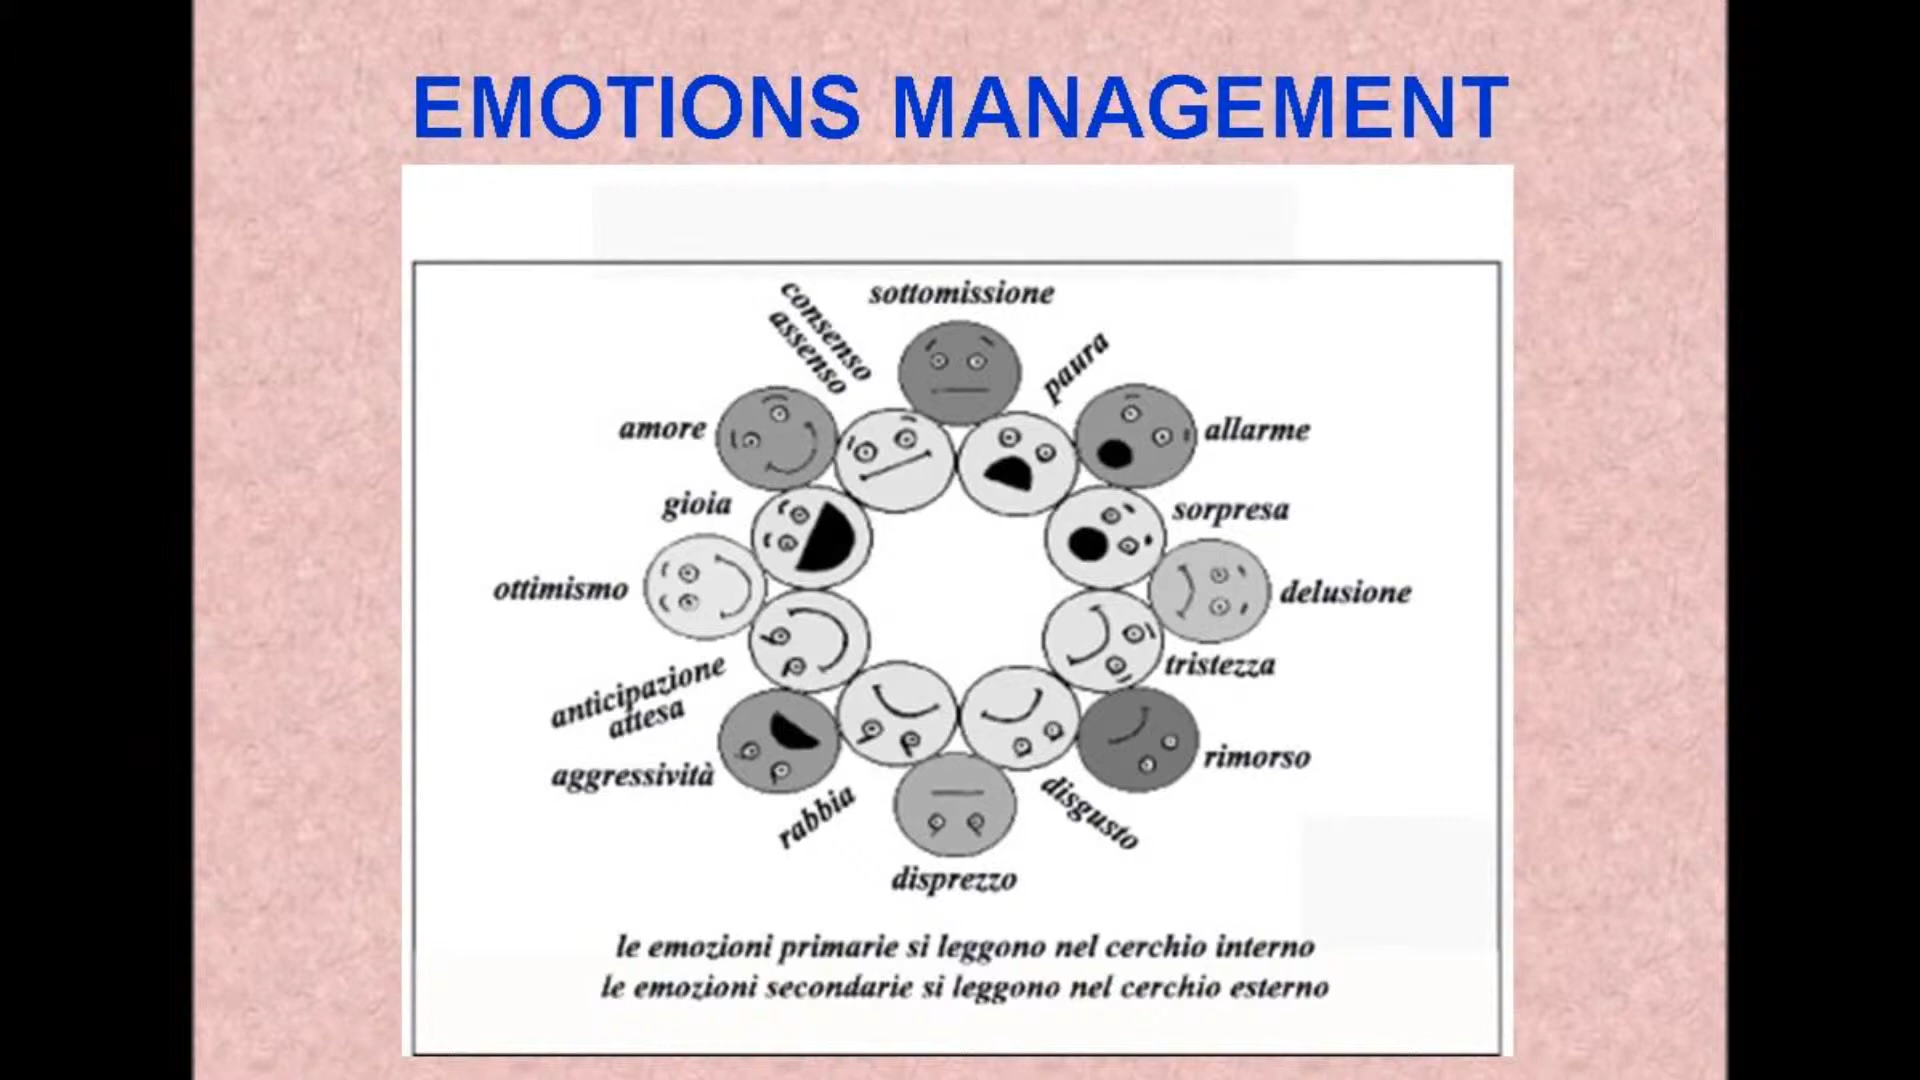 EMOTIONS MANAGEMENT
sottomissione
consenso
assenso
paura
amore
allarme
gioia
sorpresa
ottimismo
delusione
anticipazione
attesa
tristezza
aggressività
rimorso
rabbia
disgusto
disprezzo
le emozioni primarie si leggono nel cerchio interno
le emozioni secondarie si leggono nel cerchio esterno